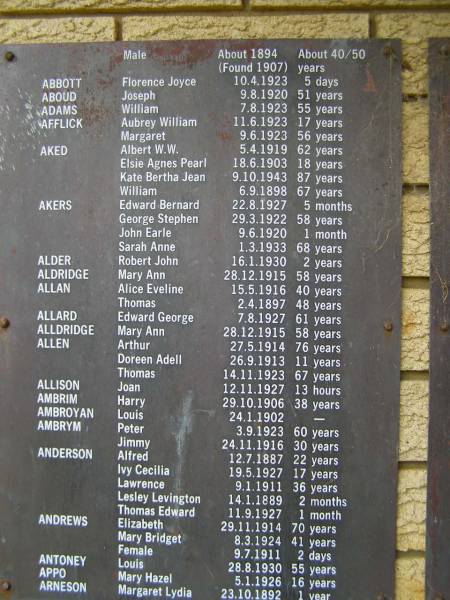 Male About 1894 About 40/50
(Found 1907) years
ABBOTT Florence Joyce 10.4.1923 5 days
ABOUD Joseph 9.8.1920 51 years
ADAMS William 7.8.1923 55 years
AFFLICK Aubrey William 11.6.1923 17 years
Margaret 9.6.1923 56 years
AKED Albert W.W. 5.4.1919 62 years
Elsie Agnes Pearl 18.6.1903 18 years
Kate Bertha Jean 9.10.1943 87 years
William 6.9.1898 67 years
AKERS Edward Bernard 22.8.1927 5 months
George Stephen 29.3.1922 58 years
John Earle 9.6.1920 1 month
Sarah Anne 1.3.1933 68 years
ALDER Robert John 16.1.1930 2 years
ALDRIDGE Mary Ann 28.12.1915 58 years
ALLAN Alice Eveline 15.5.1916 40 years
Thomas 2.4.1897 48 years
ALLARD Edward George 7.8.1927 61 years
ALLDRIDGE Mary Ann 28.12.1915 58 years
ALLEN Arthur 27.5.1914 76 years
Doreen Adell 26.9.1913 11 years
Thomas 14.11.1923 67 years
ALLISON Joan 12.11.1927 13 hours
AMBRIM Harry 29.10.1906 38 years
AMBROYAN Louis 24.1.1902 —
AMBRYM Peter 3.9.1923 60 years
Jimmy 24.11.1916 30 years
ANDERSON Alfred 12.7.1887 22 years
Ivy Cecilia 19.5.1927 17 years
Lawrence 9.1.1911 36 years
Lesley Levington 14.1.1889 2 months
Thomas Edward 11.9.1927 1 month
ANDREWS Elizabeth 29.11.1914 70 years
Mary Bridget 8.3.1924 41 years
Female 9.7.1911 2 days
ANTONEY Louis 28.8.1930 55 years
APPO Mary Hazel 5.1.1926 16 years
ARNESON Margaret Lydia 23.10.1892 1 year